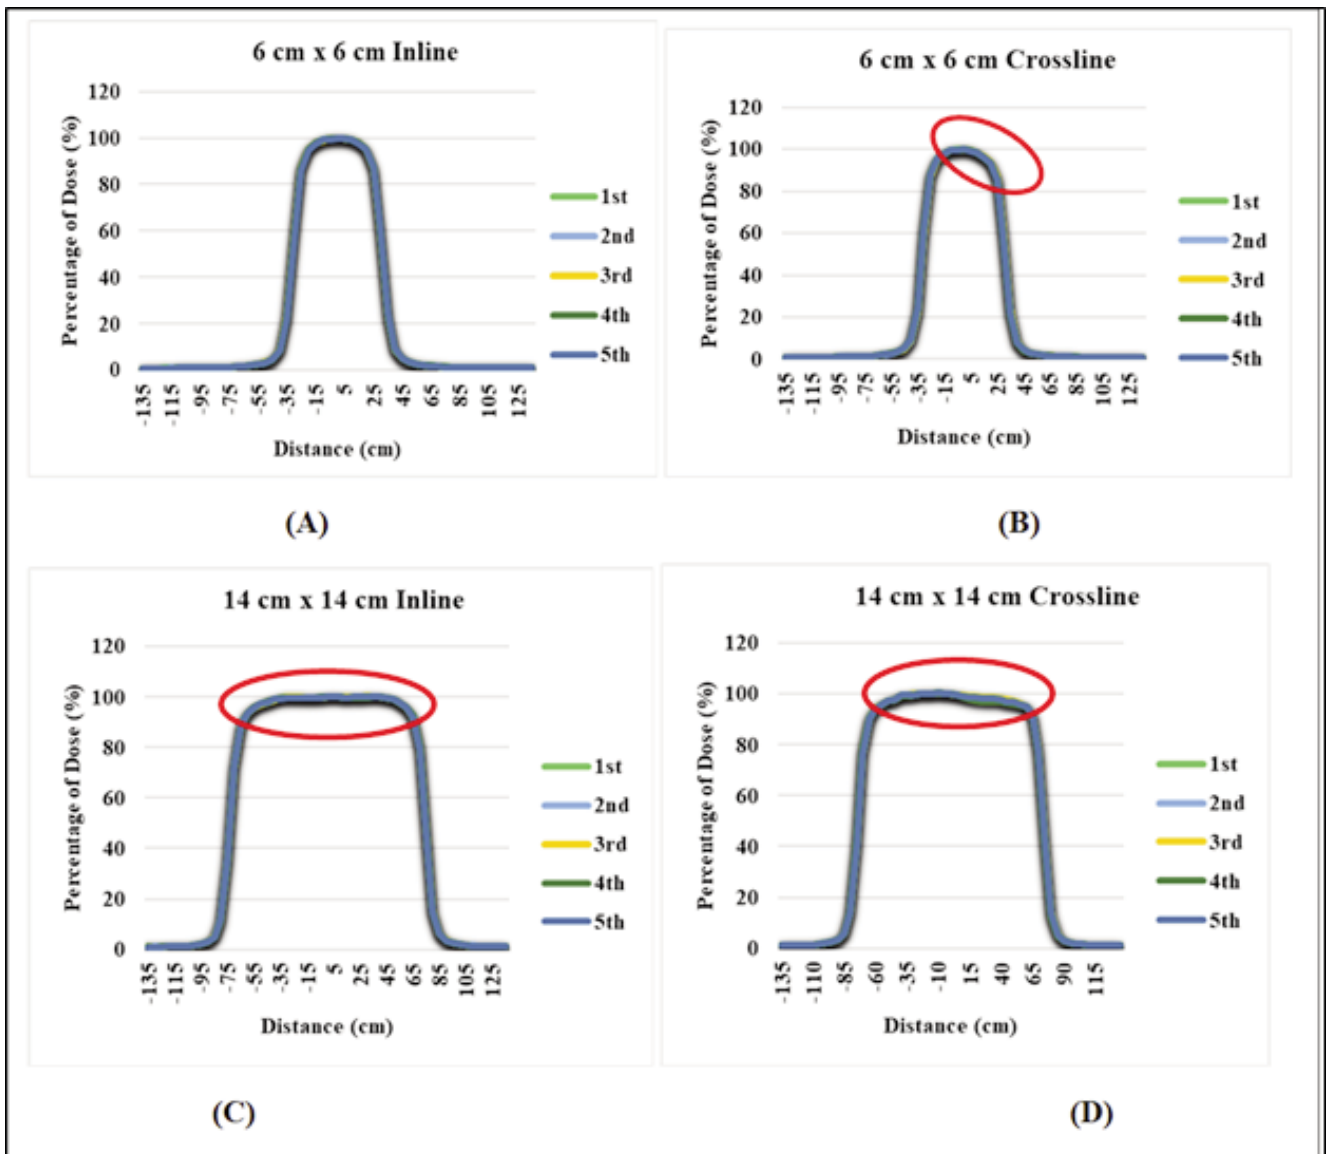 6 cm x 6 cm Inline
Percentage of Dose (%)
120
100
80
60
40
20
0
-135
-115
-95
-75
-55
-35
-15
5
25
45
65
85
105
125
Distance (cm)
1st
2nd
3rd
4th
5th
(A)
6 cm x 6 cm Crossline
Percentage of Dose (%)
120
100
80
60
40
20
0
-135
-115
-95
-75
-55
-35
-15
5
25
45
65
85
105
125
Distance (cm)
1st
2nd
3rd
4th
5th
(B)
14 cm x 14 cm Inline
Percentage of Dose (%)
120
100
80
60
40
20
0
-135
-115
-95
-75
-55
-35
-15
5
25
45
65
85
105
125
Distance (cm)
1st
2nd
3rd
4th
5th
(C)
14 cm x 14 cm Crossline
Percentage of Dose (%)
120
100
80
60
40
20
0
-135
-110
-85
-60
-35
-10
15
40
65
90
115
Distance (cm)
1st
2nd
3rd
4th
5th
(D)